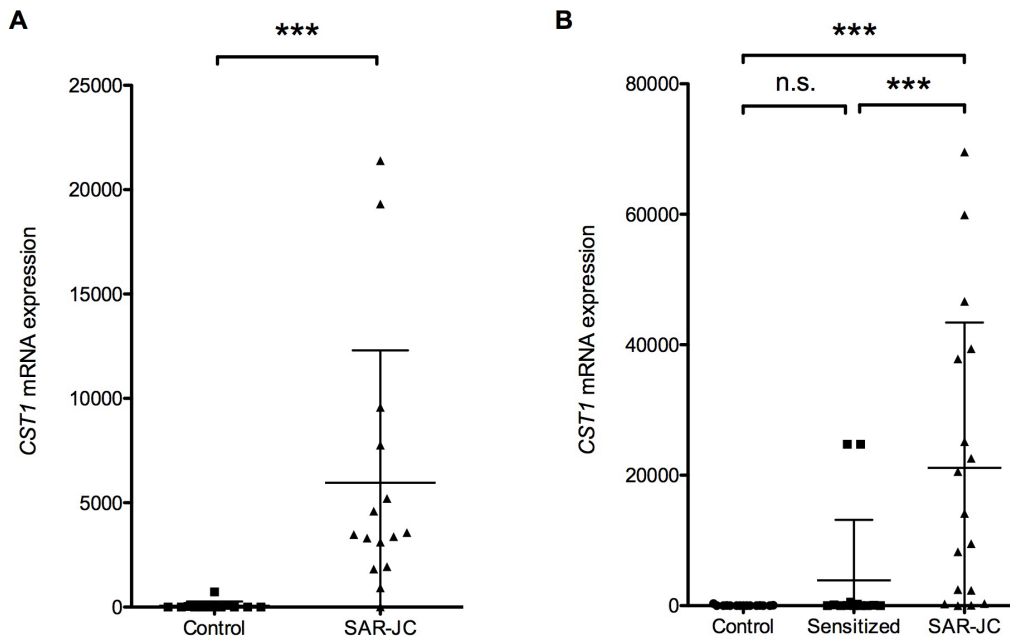 A
***
25000
20000
15000
10000
5000
0
CST1 mRNA expression
Control
SAR-JC
B
***
n.s.
***
80000
60000
40000
20000
0
CST1 mRNA expression
Control
Sensitized
SAR-JC